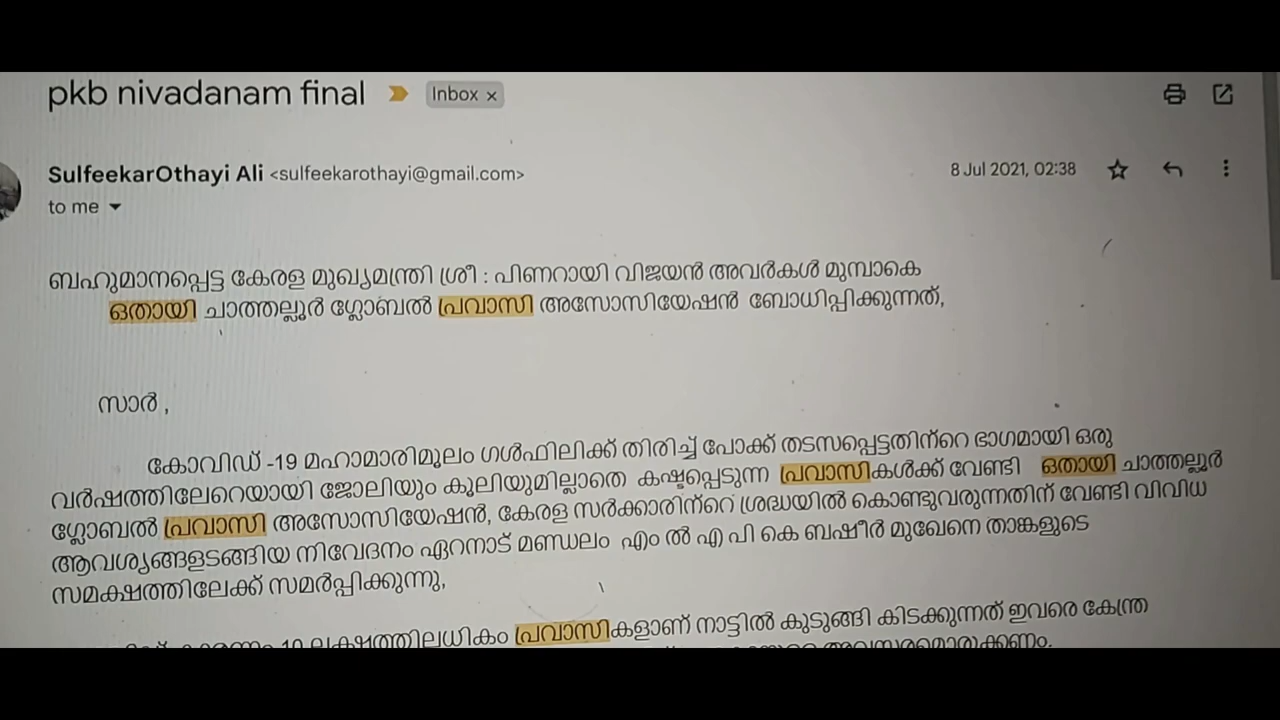 pkb nivadanam final Inbox ×
SulfeekarOthayi Ali <sulfeekarothayi@gmail.com> 8 Jul 2021, 02:38
to me
ബഹുമാനപ്പെട്ട കേരള മുഖ്യമന്ത്രി ശ്രീ : പിണറായി വിജയൻ അവർകൾ മുമ്പാകെ
ഒതായി ചാത്തല്ലൂർ ഗ്ലോബൽ പ്രവാസി അസോസിയേഷൻ ബോധിപ്പിക്കുന്നത്,
സാർ ,
കോവിഡ് -19 മഹാമാരിമൂലം ഗൾഫിലിക്ക് തിരിച്ച് പോക്ക് തടസപ്പെട്ടതിന്റെ ഭാഗമായി ഒരു
വർഷത്തിലേറെയായി ജോലിയും കൂലിയുമില്ലാതെ കഷ്ടപ്പെടുന്ന പ്രവാസികൾക്ക് വേണ്ടി ഒതായി ചാത്തല്ലൂർ
ഗ്ലോബൽ പ്രവാസി അസോസിയേഷൻ, കേരള സർക്കാരിന്റെ ശ്രദ്ധയിൽ കൊണ്ടുവരുന്നതിന് വേണ്ടി വിവിധ
ആവശ്യങ്ങളടങ്ങിയ നിവേദനം ഏറനാട് മണ്ഡലം എം ൽ എ പി കെ ബഷീർ മുഖേനെ താങ്കളുടെ
സമക്ഷത്തിലേക്ക് സമർപ്പിക്കുന്നു,
10 ലക്ഷത്തിലധികം പ്രവാസികളാണ് നാട്ടിൽ കുടുങ്ങി കിടക്കുന്നത് ഇവരെ കേന്ദ്ര
അവസരമൊരുക്കണം.